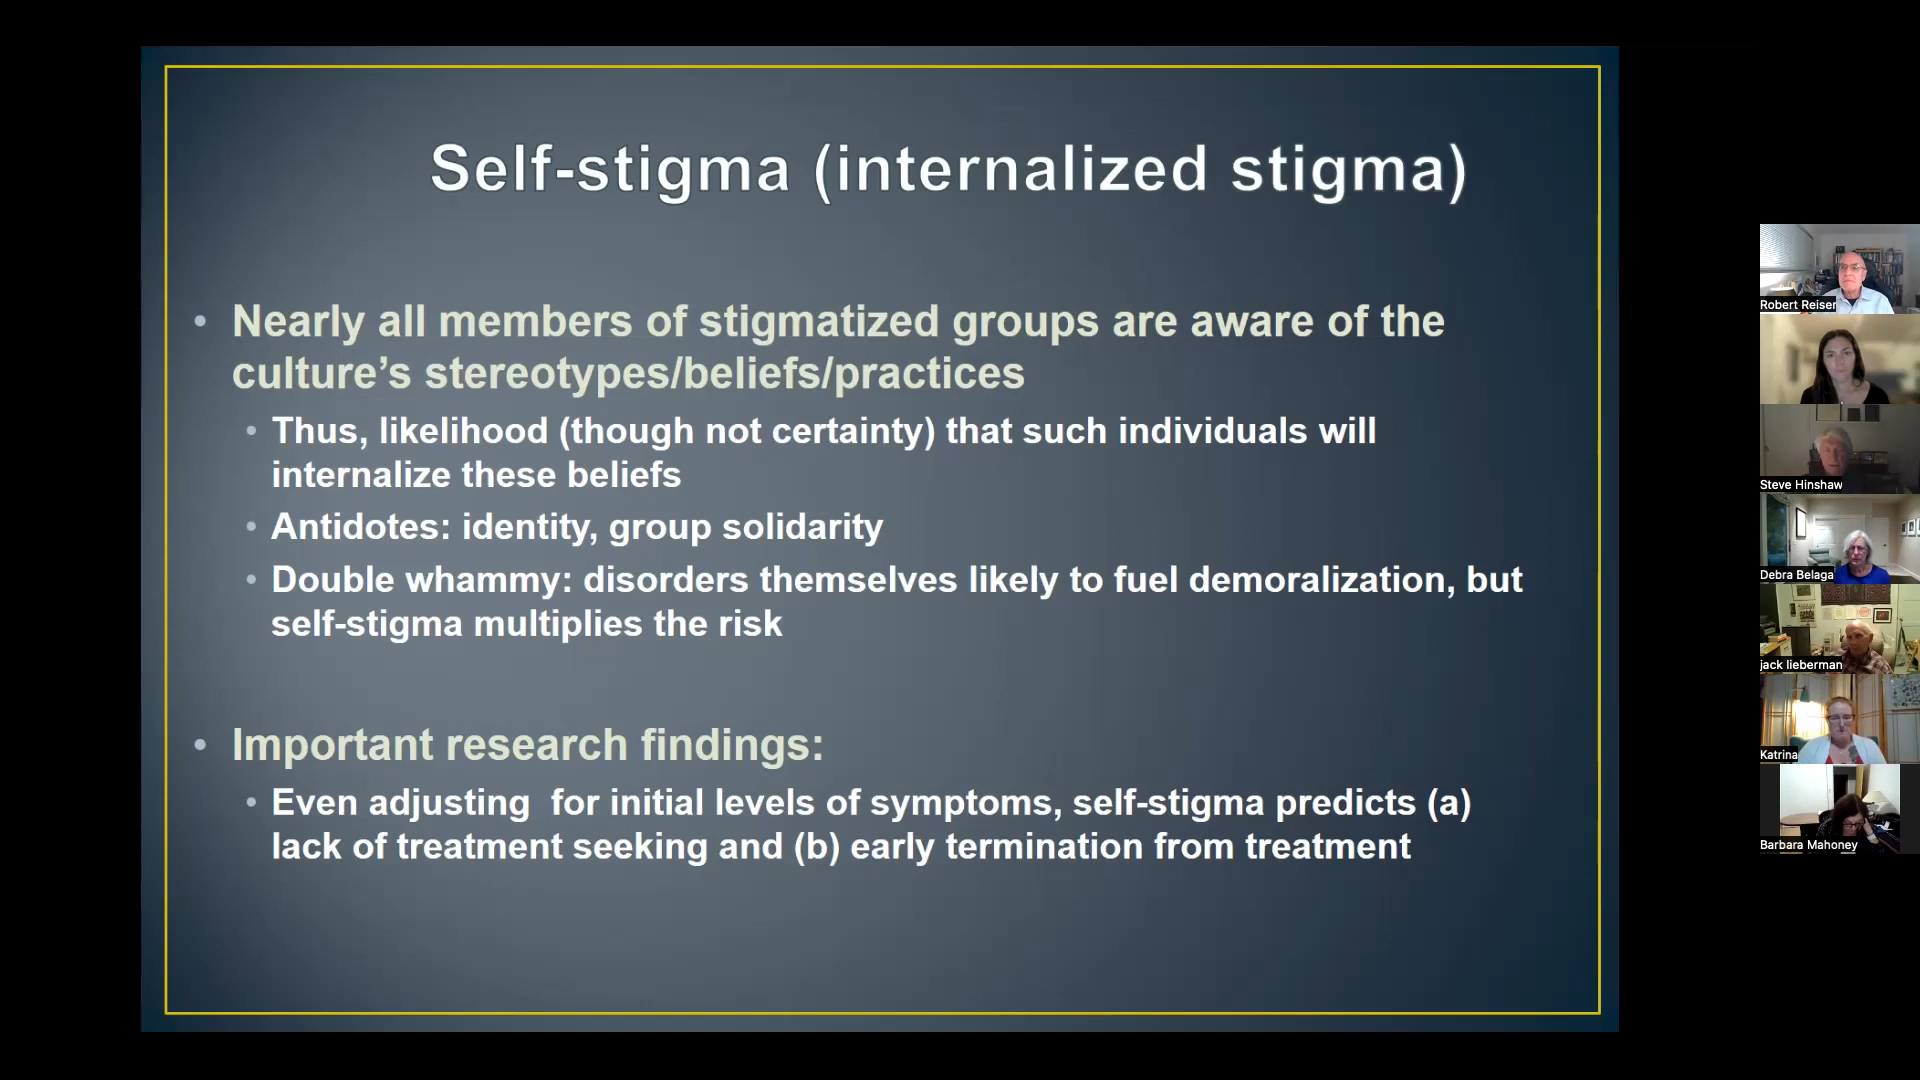 Self-stigma (internalized stigma)
• Nearly all members of stigmatized groups are aware of the
culture’s stereotypes/beliefs/practices
• Thus, likelihood (though not certainty) that such individuals will
internalize these beliefs
• Antidotes: identity, group solidarity
• Double whammy: disorders themselves likely to fuel demoralization, but
self-stigma multiplies the risk
• Important research findings:
• Even adjusting  for initial levels of symptoms, self-stigma predicts (a)
lack of treatment seeking and (b) early termination from treatment
Robert Reiser
Steve Hinshaw
Debra Belaga
jack lieberman
Katrina
Barbara Mahoney